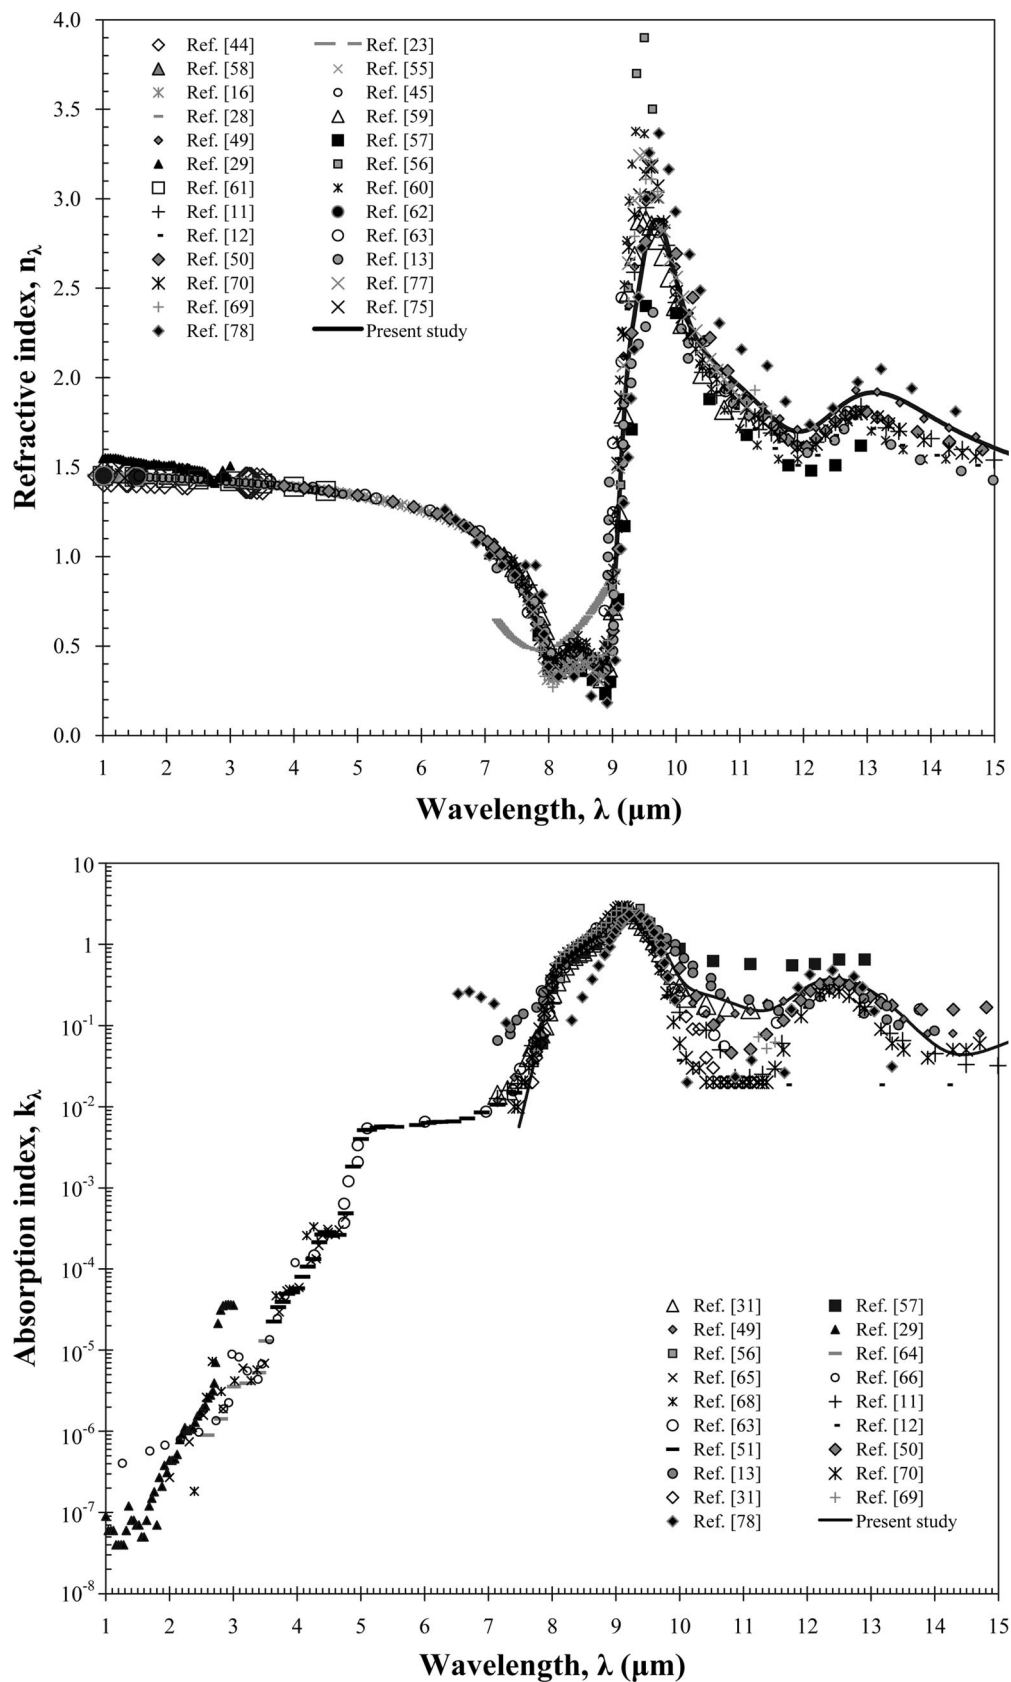 4.0
3.5
3.0
2.5
2.0
1.5
1.0
0.5
0.0
Refractive index, nλ
Ref. [44]
Ref. [58]
Ref. [16]
Ref. [28]
Ref. [49]
Ref. [29]
Ref. [61]
Ref. [11]
Ref. [12]
Ref. [50]
Ref. [70]
Ref. [69]
Ref. [78]
Ref. [23]
Ref. [55]
Ref. [45]
Ref. [59]
Ref. [57]
Ref. [56]
Ref. [60]
Ref. [62]
Ref. [63]
Ref. [13]
Ref. [77]
Ref. [75]
Present study
1 2 3 4 5 6 7 8 9 10 11 12 13 14 15
Wavelength, λ (μm)
10
1
10⁻¹
10⁻²
10⁻³
10⁻⁴
10⁻⁵
10⁻⁶
10⁻⁷
10⁻⁸
Absorption index, kλ
Ref. [31]
Ref. [49]
Ref. [56]
Ref. [65]
Ref. [68]
Ref. [63]
Ref. [51]
Ref. [13]
Ref. [31]
Ref. [78]
Ref. [57]
Ref. [29]
Ref. [64]
Ref. [66]
Ref. [11]
Ref. [12]
Ref. [50]
Ref. [70]
Ref. [69]
Present study
1 2 3 4 5 6 7 8 9 10 11 12 13 14 15
Wavelength, λ (μm)